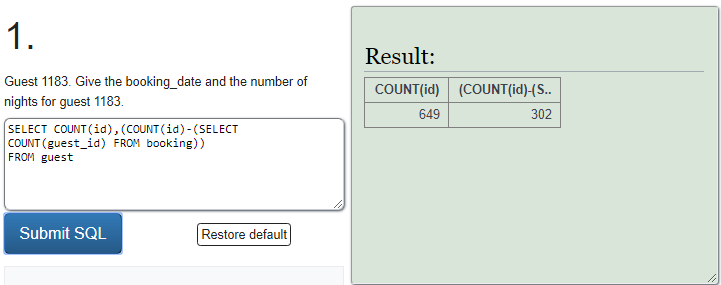 1.
Guest 1183. Give the booking_date and the number of
nights for guest 1183.
SELECT COUNT(id),(COUNT(id)-(SELECT
COUNT(guest_id) FROM booking))
FROM guest
Submit SQL
Restore default
Result:
COUNT(id) (COUNT(id)-(S..
649 302